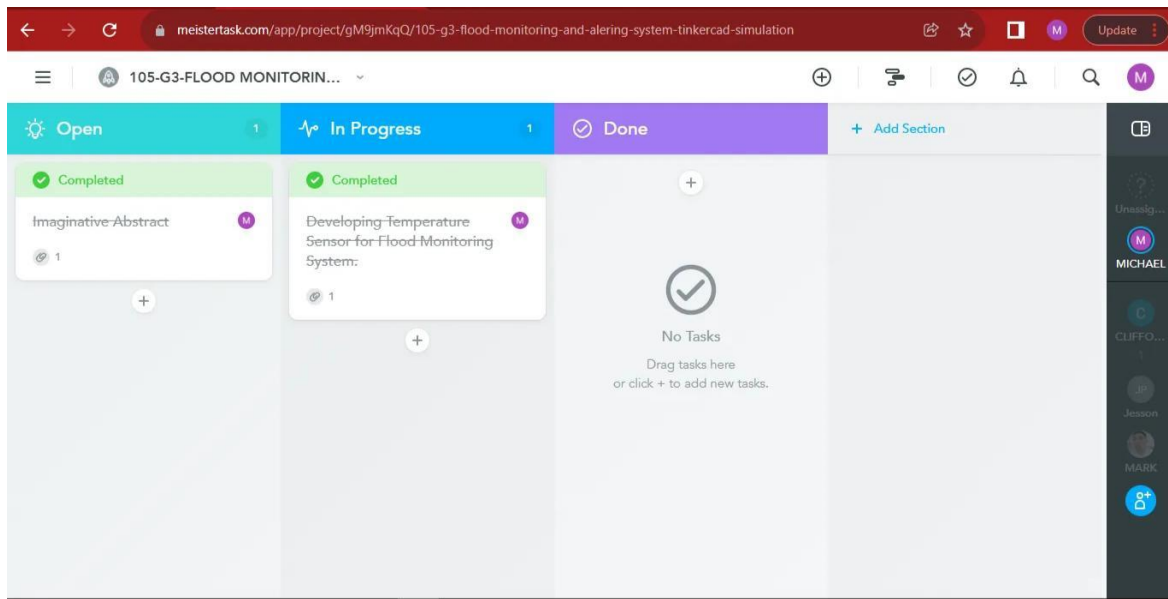 meistertask.com/app/project/gM9jmKqQ/105-g3-flood-monitoring-and-alering-system-tinkercad-simulation
M
Update
105-G3-FLOOD MONITORIN...
M
Open 1
In Progress 1
Done
+ Add Section
Completed
Imaginative Abstract M
1
Completed
Developing Temperature M
Sensor for Flood Monitoring
System.
1
No Tasks
Drag tasks here
or click + to add new tasks.
?
Unassig...
M
MICHAEL
C
CLIFFO...
1
JP
Jesson
MARK